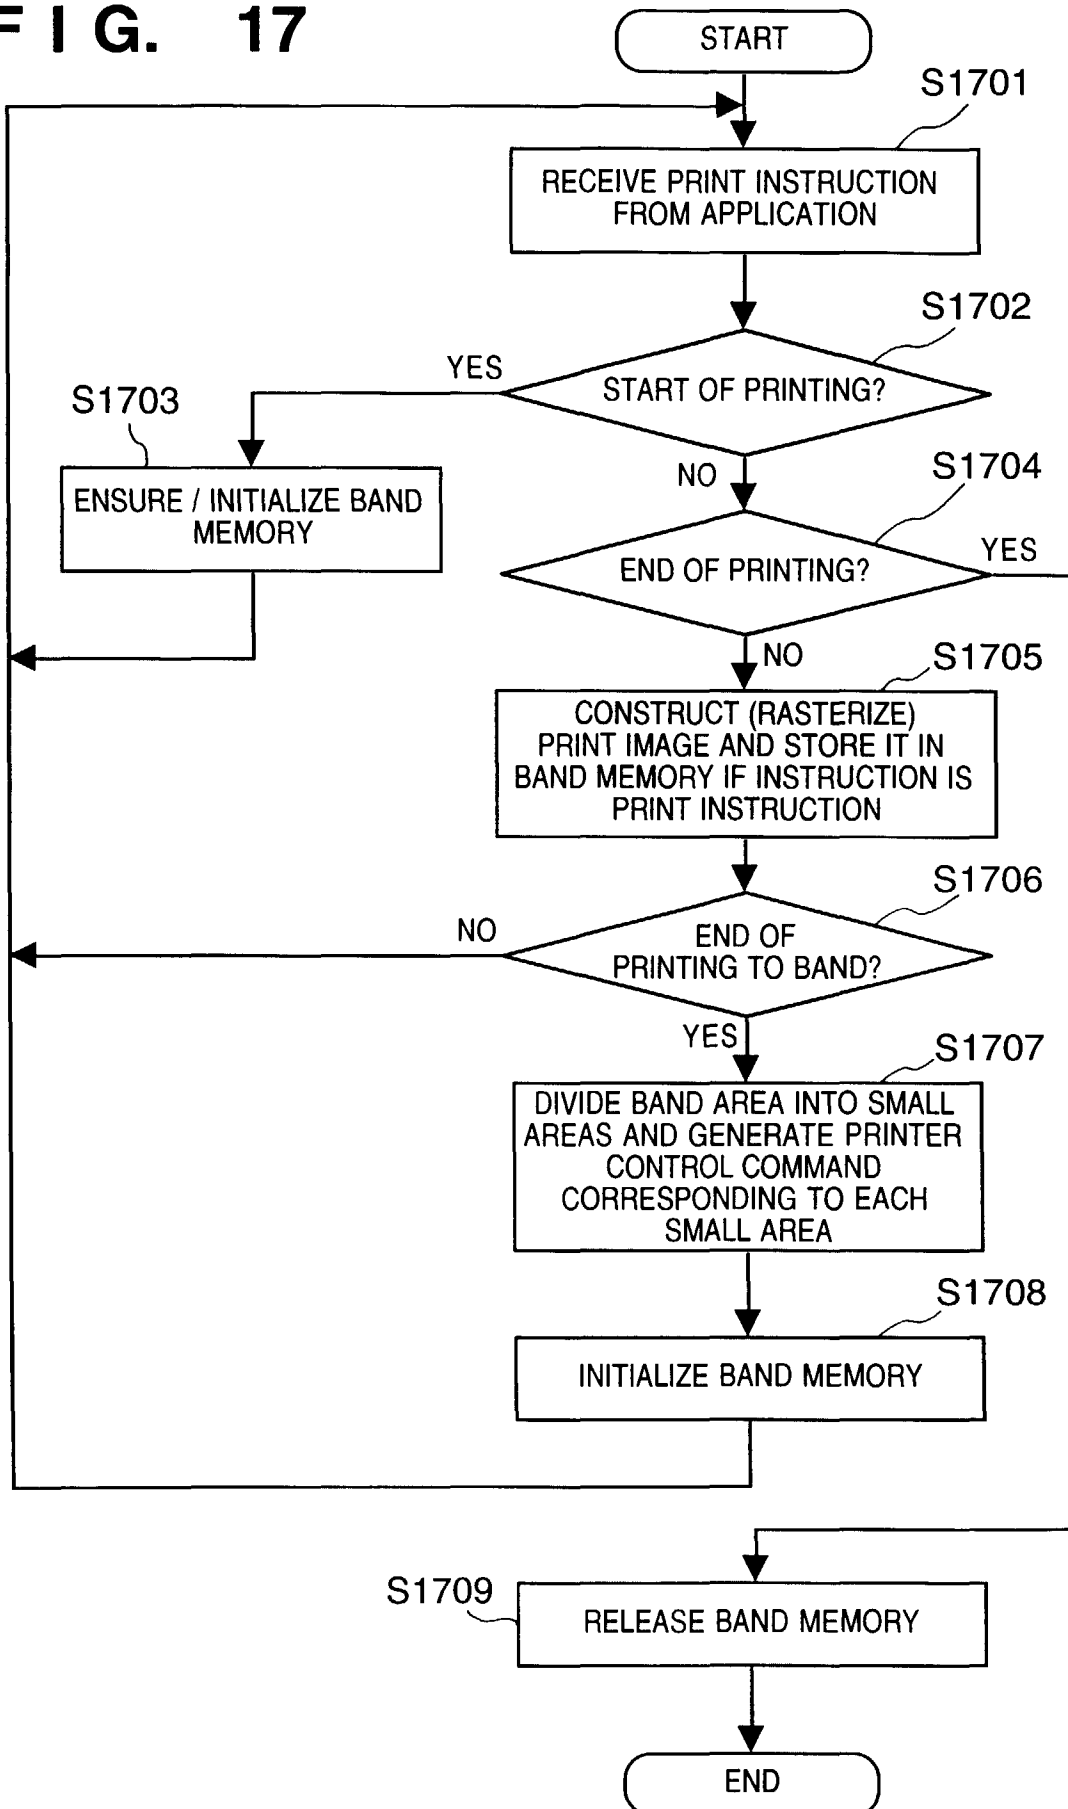 F I G. 17
START
S1701
RECEIVE PRINT INSTRUCTION
FROM APPLICATION
S1702
YES
START OF PRINTING?
S1703
ENSURE / INITIALIZE BAND
MEMORY
NO
S1704
END OF PRINTING?
YES
NO
S1705
CONSTRUCT (RASTERIZE)
PRINT IMAGE AND STORE IT IN
BAND MEMORY IF INSTRUCTION IS
PRINT INSTRUCTION
S1706
NO
END OF
PRINTING TO BAND?
YES
S1707
DIVIDE BAND AREA INTO SMALL
AREAS AND GENERATE PRINTER
CONTROL COMMAND
CORRESPONDING TO EACH
SMALL AREA
S1708
INITIALIZE BAND MEMORY
S1709
RELEASE BAND MEMORY
END